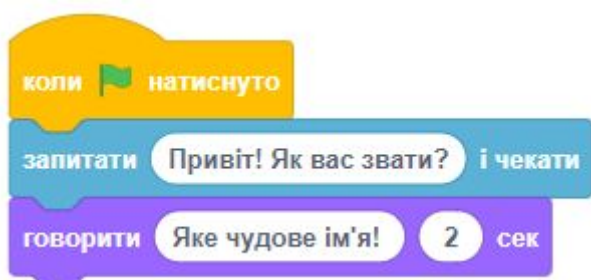 коли натиснуто
запитати Привіт! Як вас звати? і чекати
говорити Яке чудове ім'я! 2 сек